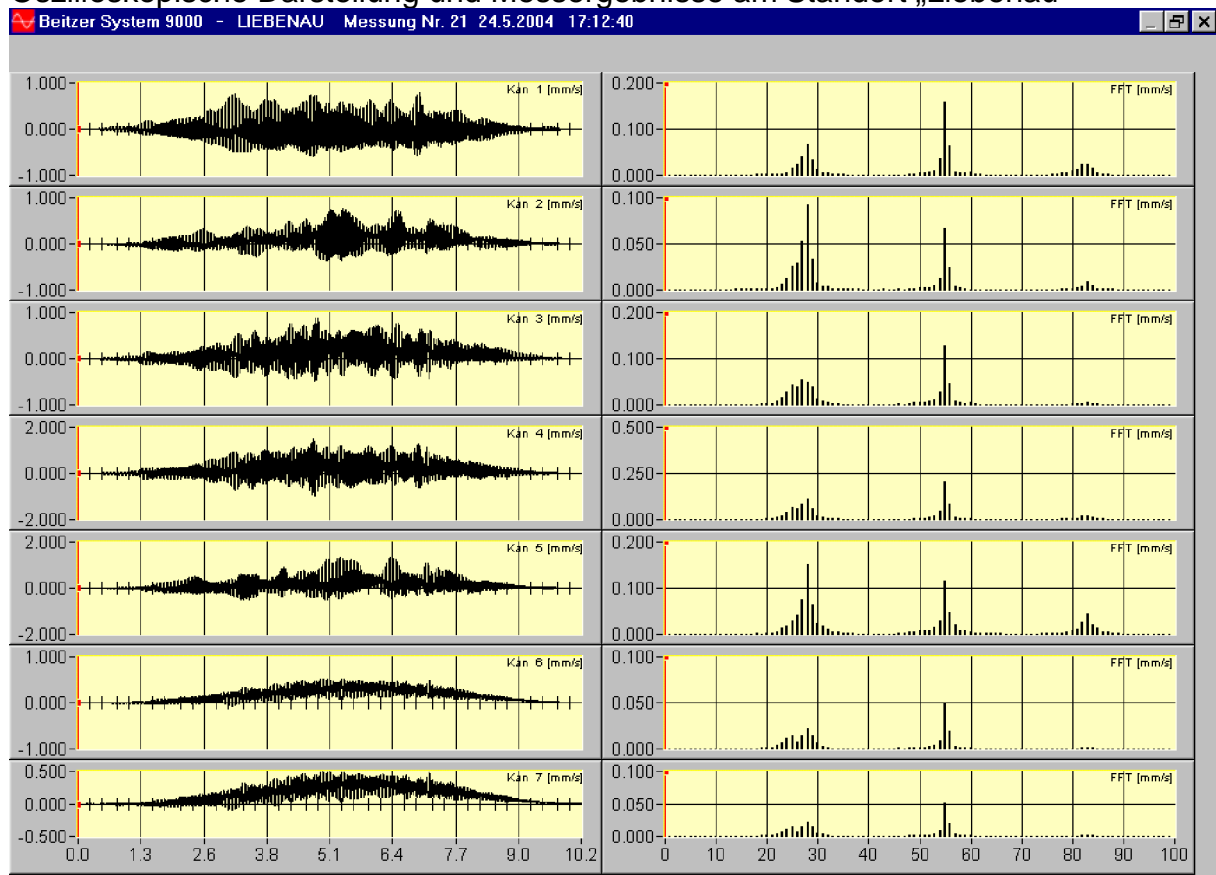 Oszilloskopische Darstellung und Messergebnisse am Standort „Liebenau“
Beitzer System 9000 - LIEBENAU Messung Nr. 21 24.5.2004 17:12:40
1.000
Kan 1 [mm/s]
0.000
-1.000
0.200
FFT [mm/s]
0.100
0.000
1.000
Kan 2 [mm/s]
0.000
-1.000
0.100
FFT [mm/s]
0.050
0.000
1.000
Kan 3 [mm/s]
0.000
-1.000
0.200
FFT [mm/s]
0.100
0.000
2.000
Kan 4 [mm/s]
0.000
-2.000
0.500
FFT [mm/s]
0.250
0.000
2.000
Kan 5 [mm/s]
0.000
-2.000
0.200
FFT [mm/s]
0.100
0.000
1.000
Kan 6 [mm/s]
0.000
-1.000
0.100
FFT [mm/s]
0.050
0.000
0.500
Kan 7 [mm/s]
0.000
-0.500
0.100
FFT [mm/s]
0.050
0.000
0.0 1.3 2.6 3.8 5.1 6.4 7.7 9.0 10.2
0 10 20 30 40 50 60 70 80 90 100